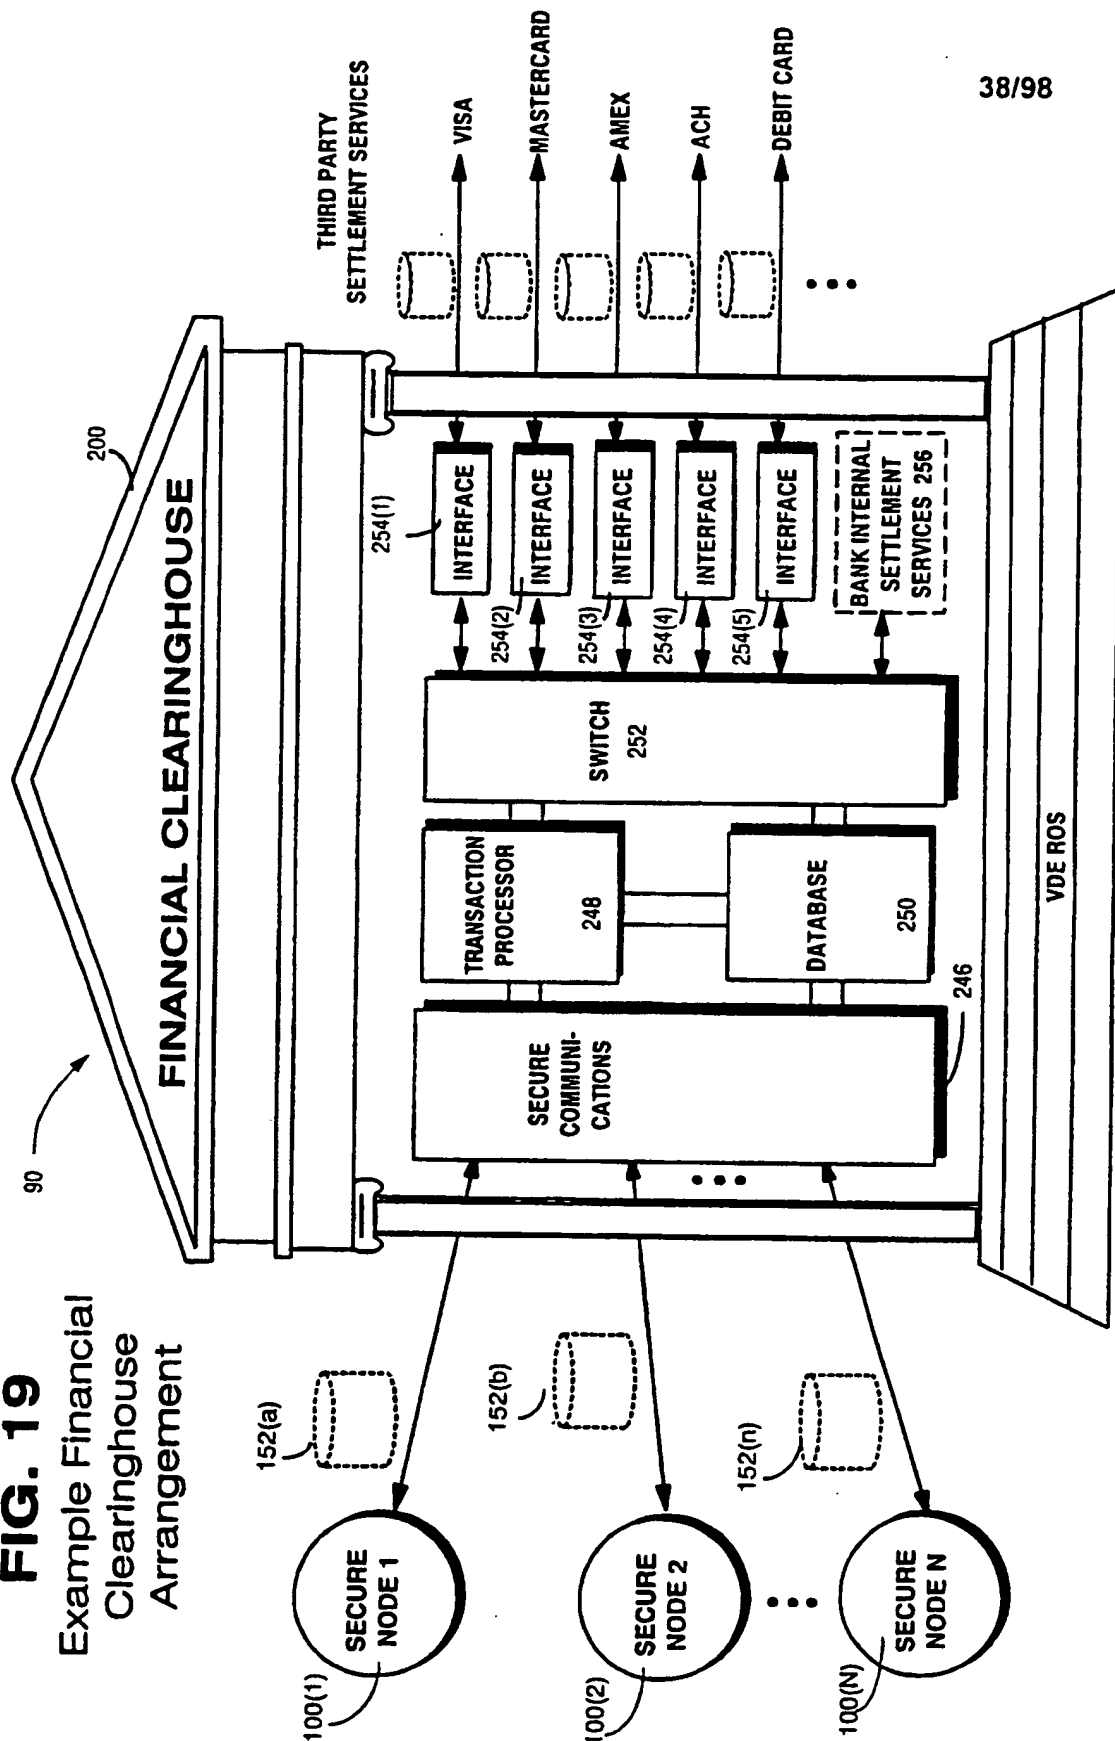 38/98
FIG. 19
Example Financial
Clearinghouse
Arrangement
90
200
FINANCIAL CLEARINGHOUSE
THIRD PARTY
SETTLEMENT SERVICES
VISA
MASTERCARD
AMEX
ACH
DEBIT CARD
152(a)
152(b)
152(n)
SECURE
NODE 1
100(1)
SECURE
NODE 2
100(2)
SECURE
NODE N
100(N)
SECURE
COMMUNI-
CATIONS
246
TRANSACTION
PROCESSOR
248
DATABASE
250
SWITCH
252
254(1)
INTERFACE
254(2)
INTERFACE
254(3)
INTERFACE
254(4)
INTERFACE
254(5)
INTERFACE
BANK INTERNAL
SETTLEMENT
SERVICES 256
VDE ROS